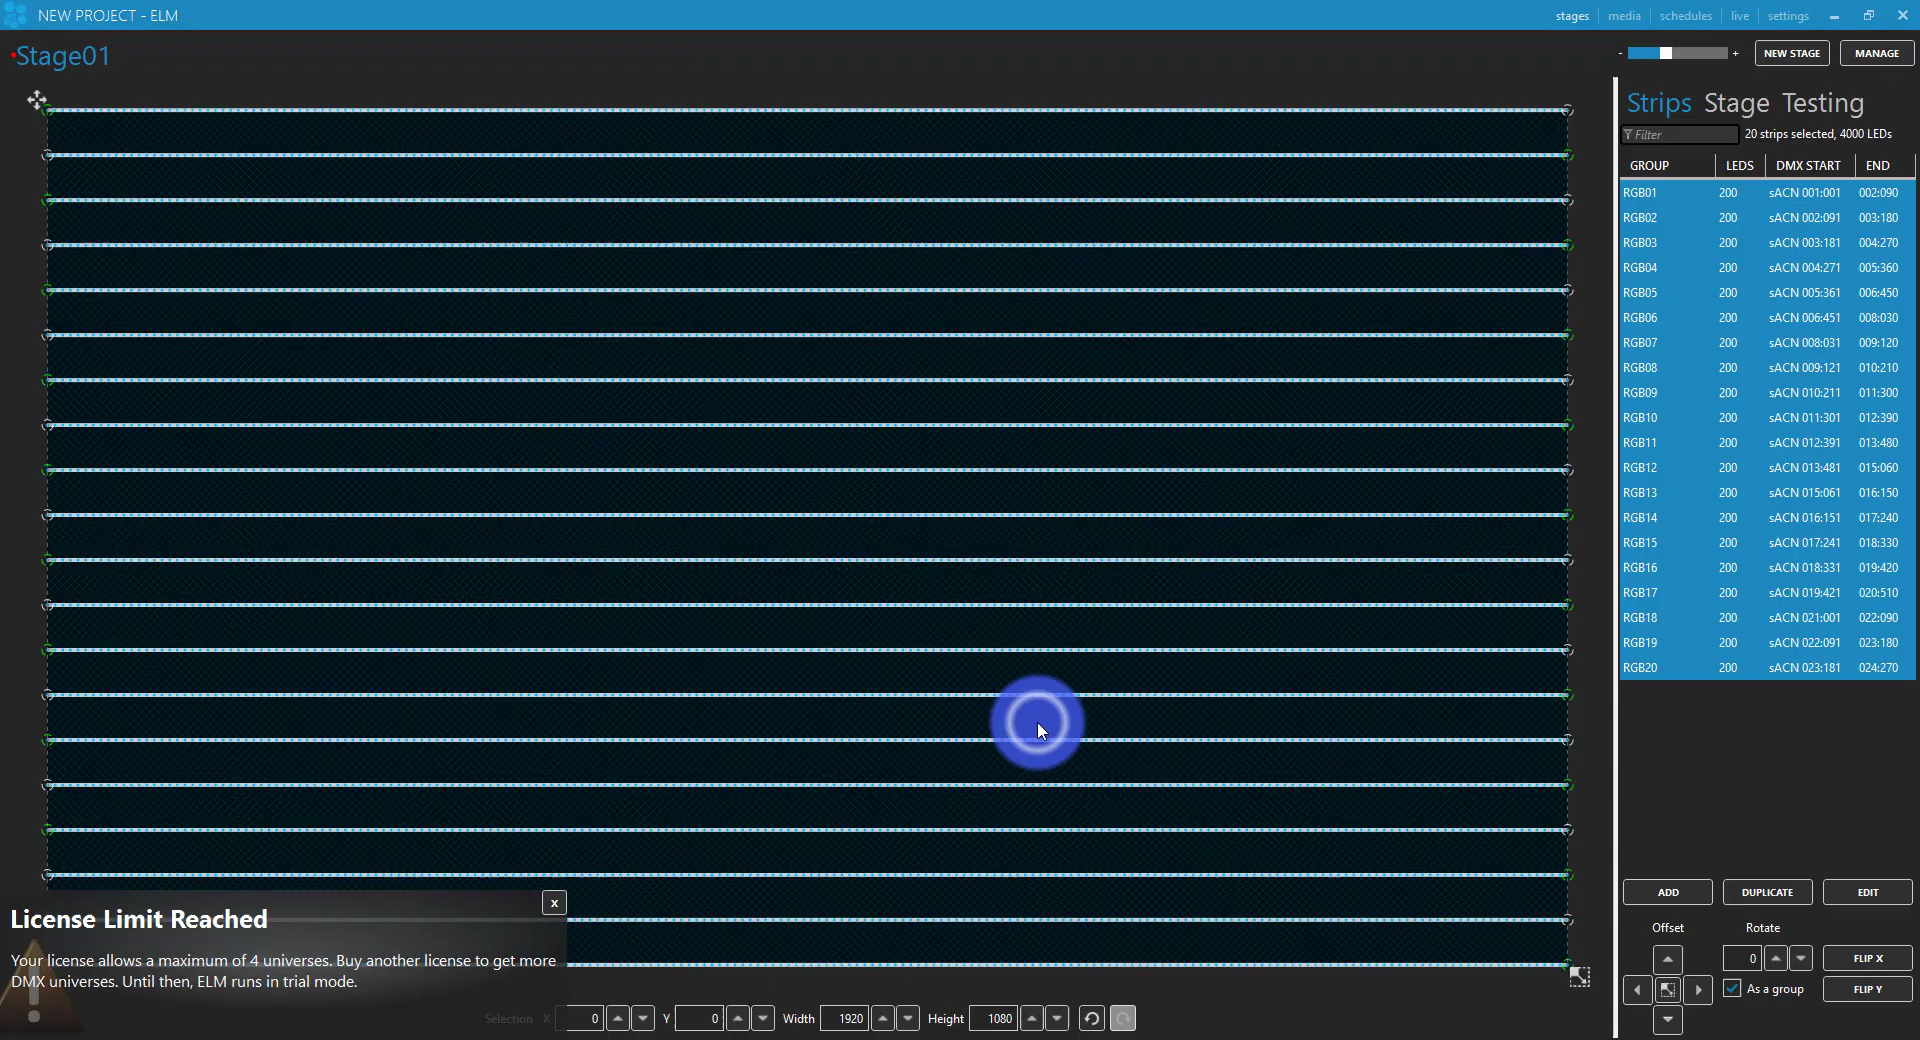 NEW PROJECT - ELM
stages media schedules live settings
Stage01
- + NEW STAGE MANAGE
Strips Stage Testing
Filter 20 strips selected, 4000 LEDs
GROUP LEDS DMX START END
RGB01 200 sACN 001:001 002:090
RGB02 200 sACN 002:091 003:180
RGB03 200 sACN 003:181 004:270
RGB04 200 sACN 004:271 005:360
RGB05 200 sACN 005:361 006:450
RGB06 200 sACN 006:451 008:030
RGB07 200 sACN 008:031 009:120
RGB08 200 sACN 009:121 010:210
RGB09 200 sACN 010:211 011:300
RGB10 200 sACN 011:301 012:390
RGB11 200 sACN 012:391 013:480
RGB12 200 sACN 013:481 015:060
RGB13 200 sACN 015:061 016:150
RGB14 200 sACN 016:151 017:240
RGB15 200 sACN 017:241 018:330
RGB16 200 sACN 018:331 019:420
RGB17 200 sACN 019:421 020:510
RGB18 200 sACN 021:001 022:090
RGB19 200 sACN 022:091 023:180
RGB20 200 sACN 023:181 024:270
ADD DUPLICATE EDIT
Offset Rotate
0 FLIP X
As a group FLIP Y
x
License Limit Reached
Your license allows a maximum of 4 universes. Buy another license to get more
DMX universes. Until then, ELM runs in trial mode.
Selection X 0 Y 0 Width 1920 Height 1080